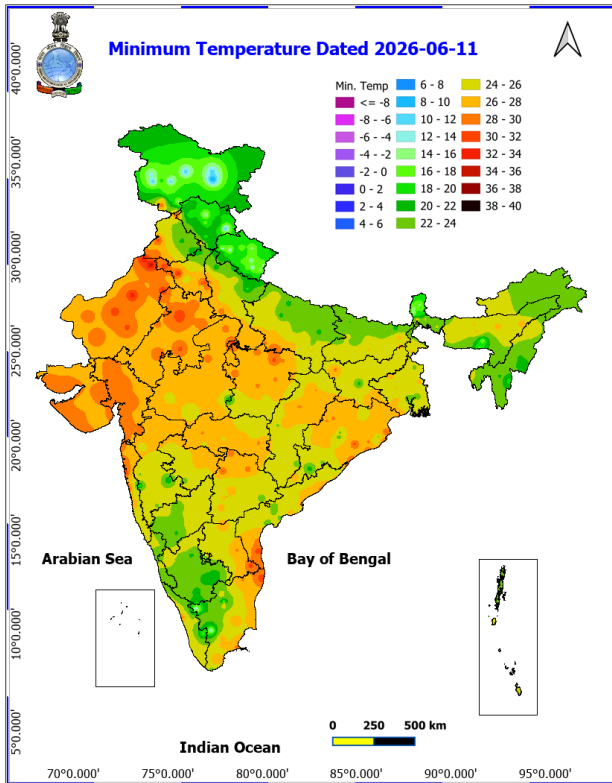 Minimum Temperature Dated 2026-06-11
Min. Temp
<= -8
-8 - -6
-6 - -4
-4 - -2
-2 - 0
0 - 2
2 - 4
4 - 6
6 - 8
8 - 10
10 - 12
12 - 14
14 - 16
16 - 18
18 - 20
20 - 22
22 - 24
24 - 26
26 - 28
28 - 30
30 - 32
32 - 34
34 - 36
36 - 38
38 - 40
40°0.000'
35°0.000'
30°0.000'
25°0.000'
20°0.000'
15°0.000'
10°0.000'
5°0.000'
Arabian Sea
Bay of Bengal
0 250 500 km
Indian Ocean
70°0.000' 75°0.000' 80°0.000' 85°0.000' 90°0.000' 95°0.000'